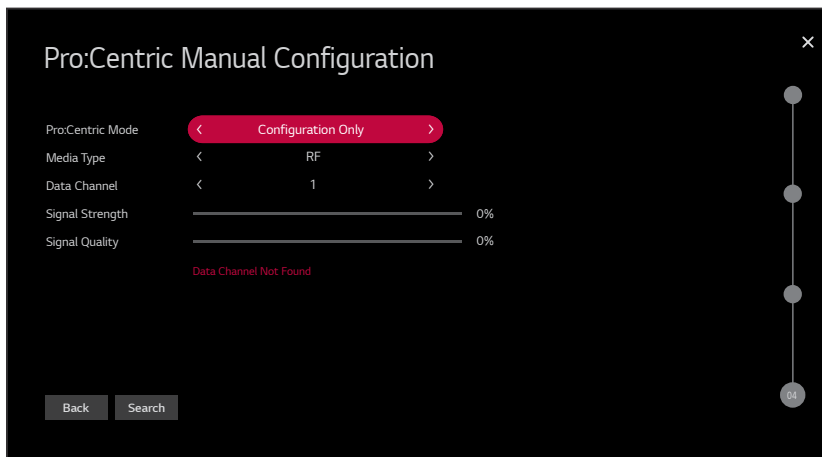 Pro:Centric Manual Configuration
Pro:Centric Mode Configuration Only
Media Type RF
Data Channel 1
Signal Strength 0%
Signal Quality 0%
Data Channel Not Found
Back Search
04